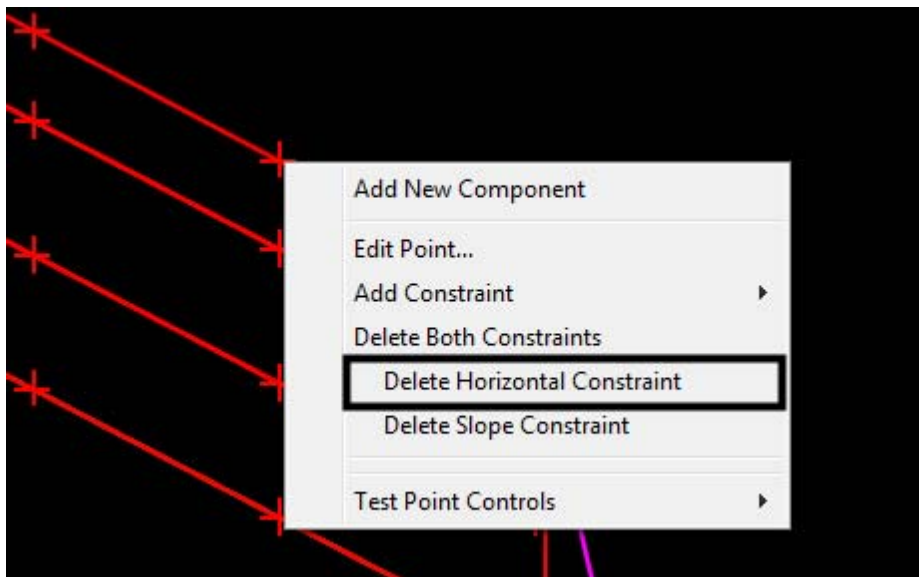 Add New Component
Edit Point...
Add Constraint
Delete Both Constraints
Delete Horizontal Constraint
Delete Slope Constraint
Test Point Controls